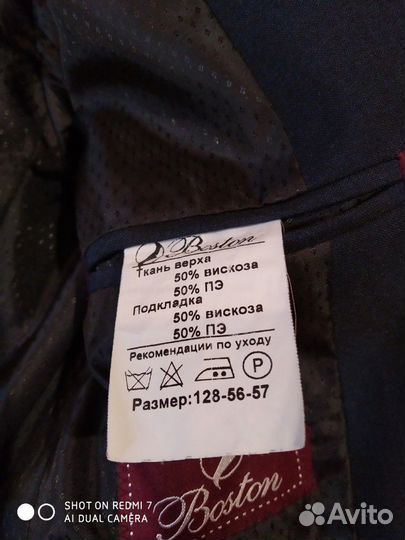 Boston
Ткань верха
50% вискоза
50% ПЭ
Подкладка
50% вискоза
50% ПЭ
Рекомендации по уходу
P
Размер:128-56-57
Boston
SHOT ON REDMI 7
AI DUAL CAMERA
Avito